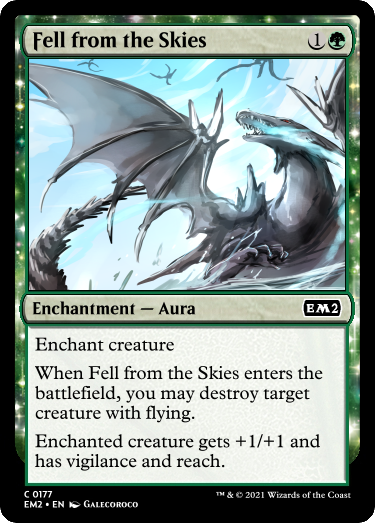 Fell from the Skies 1
Enchantment — Aura EM2
Enchant creature
When Fell from the Skies enters the
battlefield, you may destroy target
creature with flying.
Enchanted creature gets +1/+1 and
has vigilance and reach.
C 0177
EM2 • EN Galecoroco
™ & © 2021 Wizards of the Coast